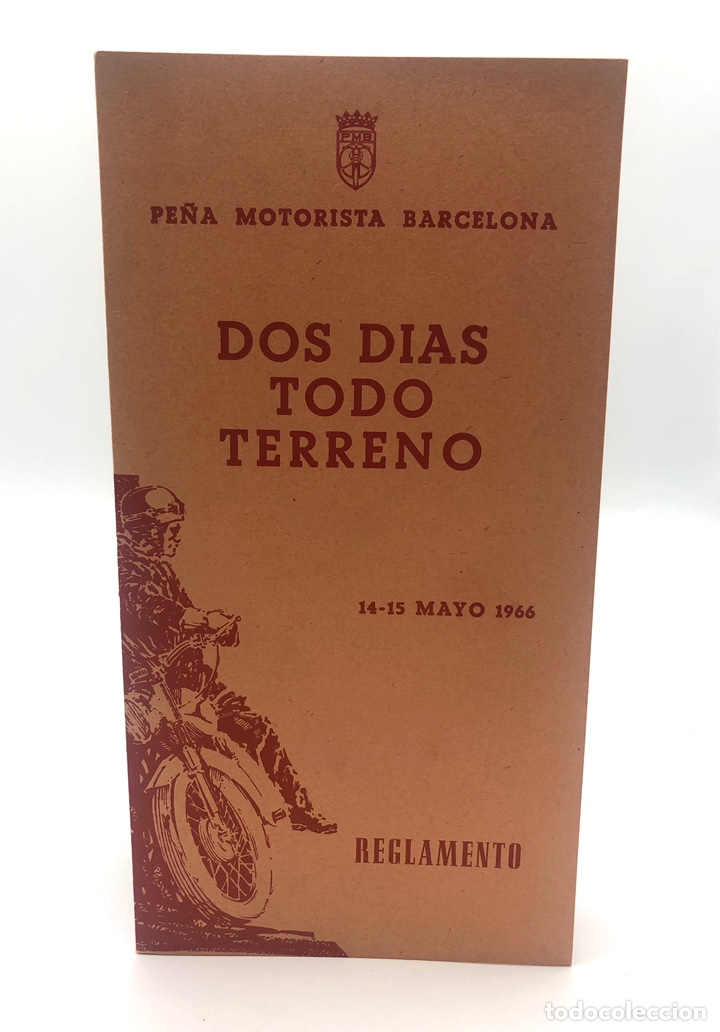 PMB
PEÑA MOTORISTA BARCELONA
DOS DIAS
TODO
TERRENO
14-15 MAYO 1966
REGLAMENTO
todocoleccion